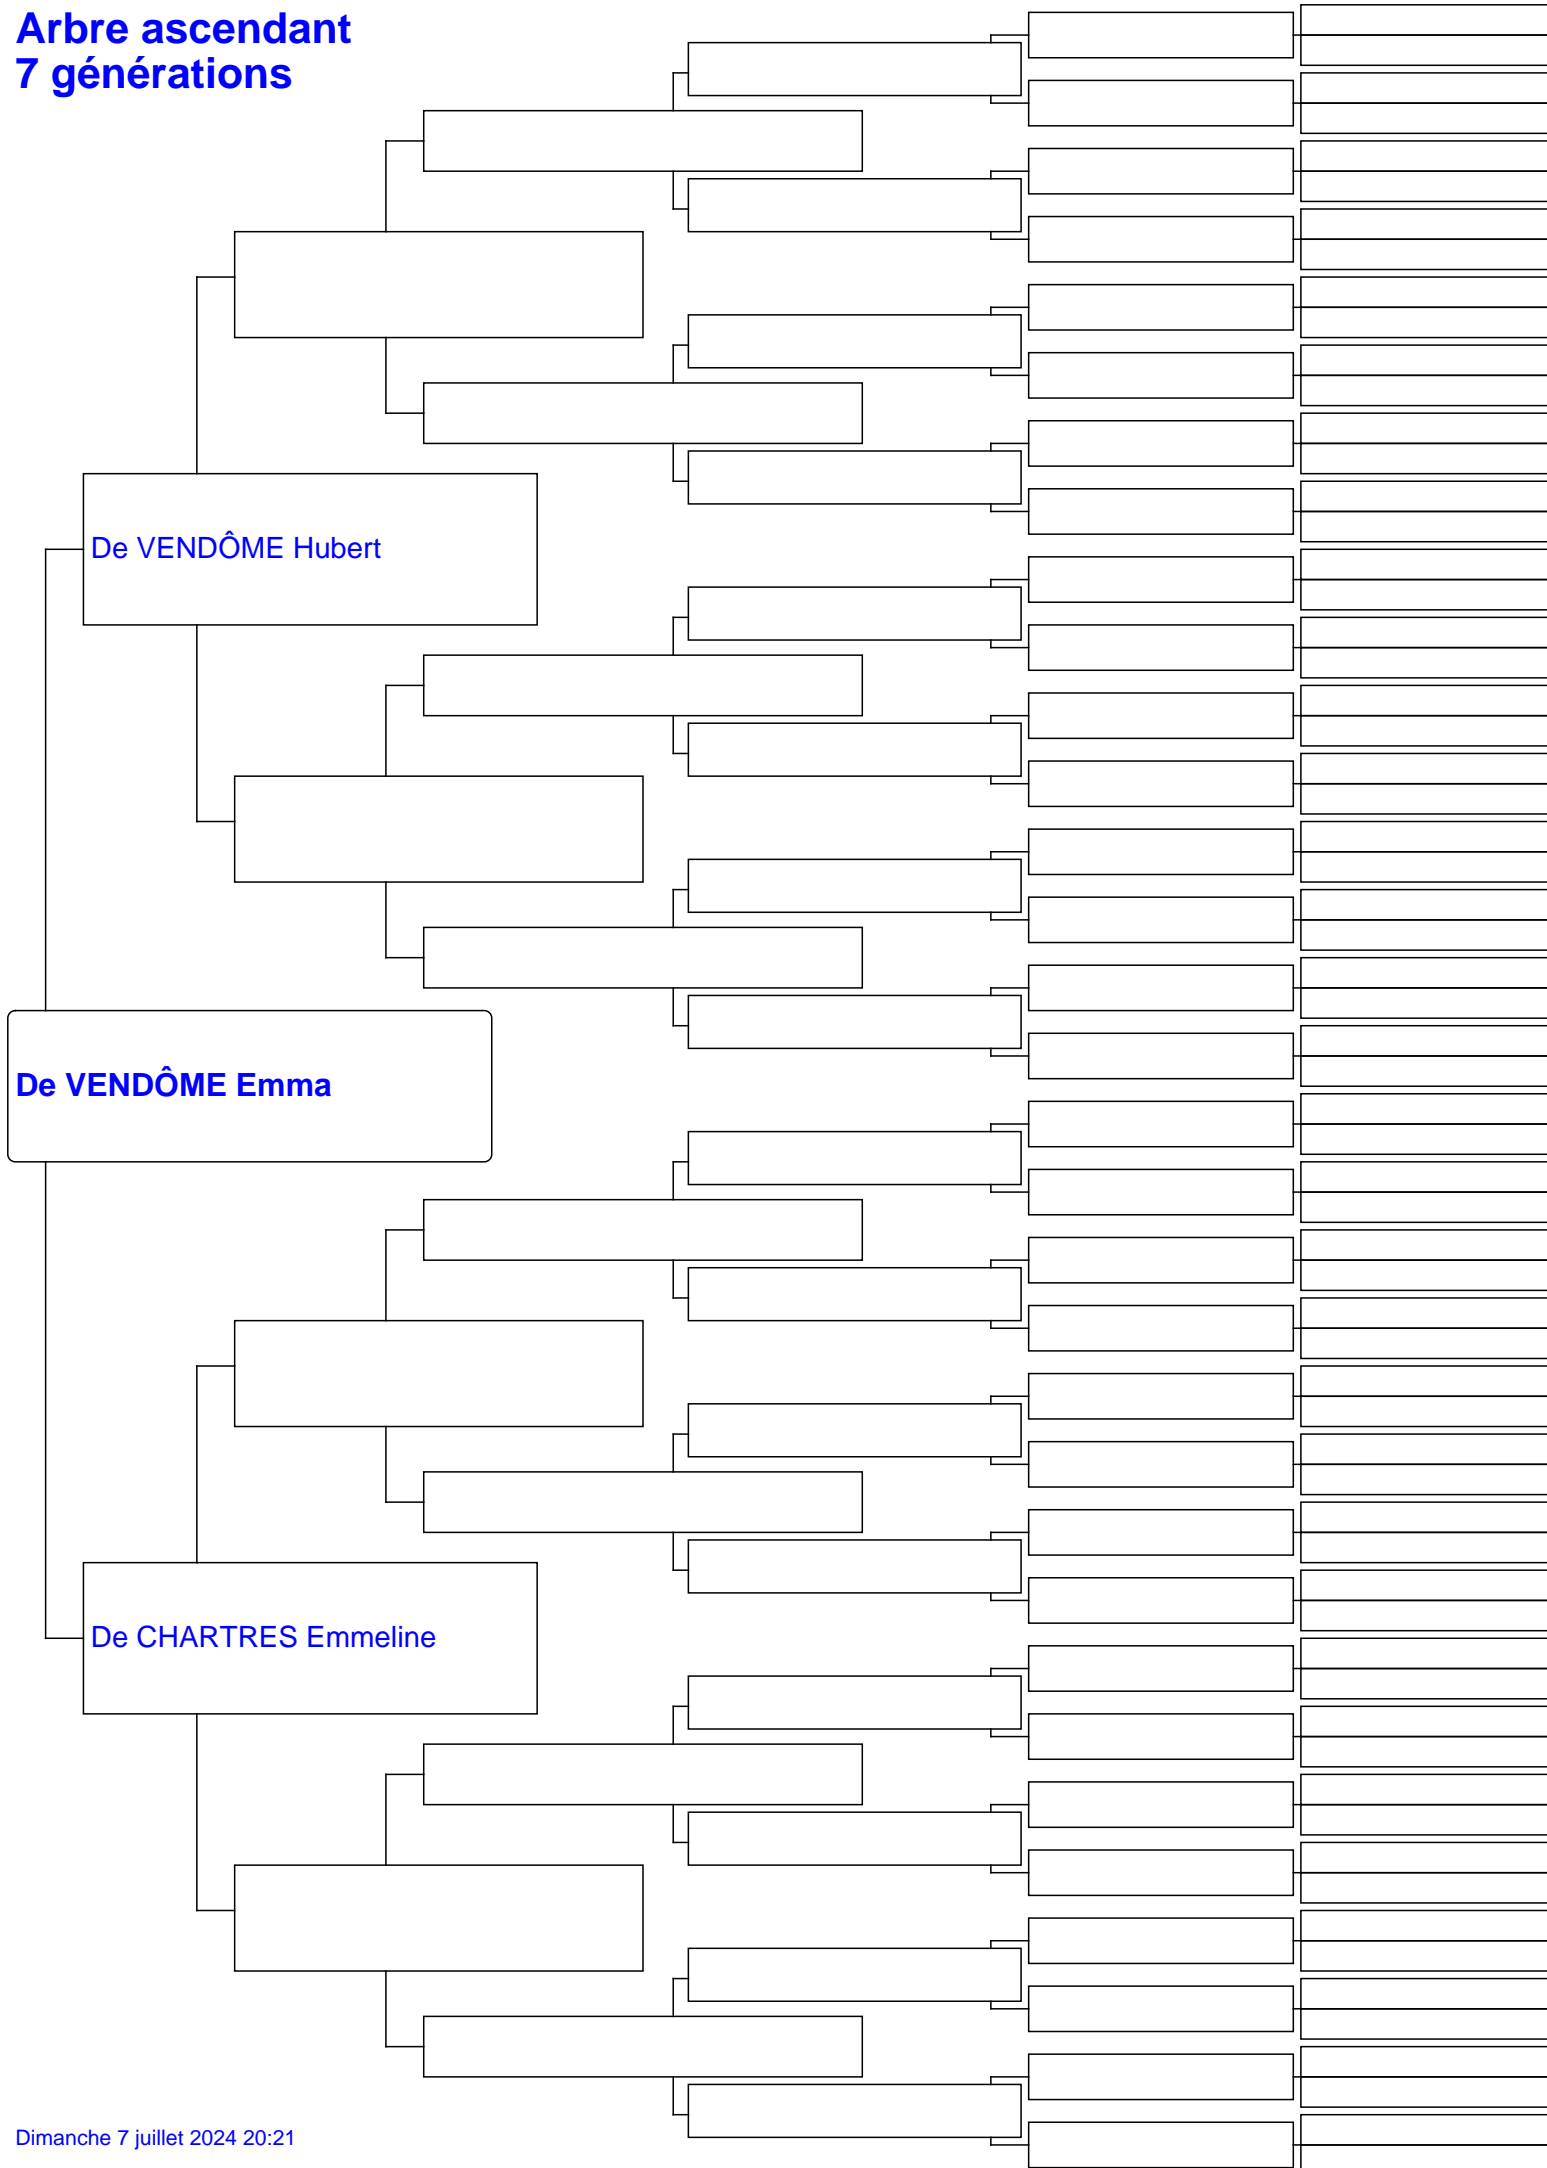 Arbre ascendant
7 générations
De VENDÔME Hubert
De VENDÔME Emma
De CHARTRES Emmeline
Dimanche 7 juillet 2024 20:21